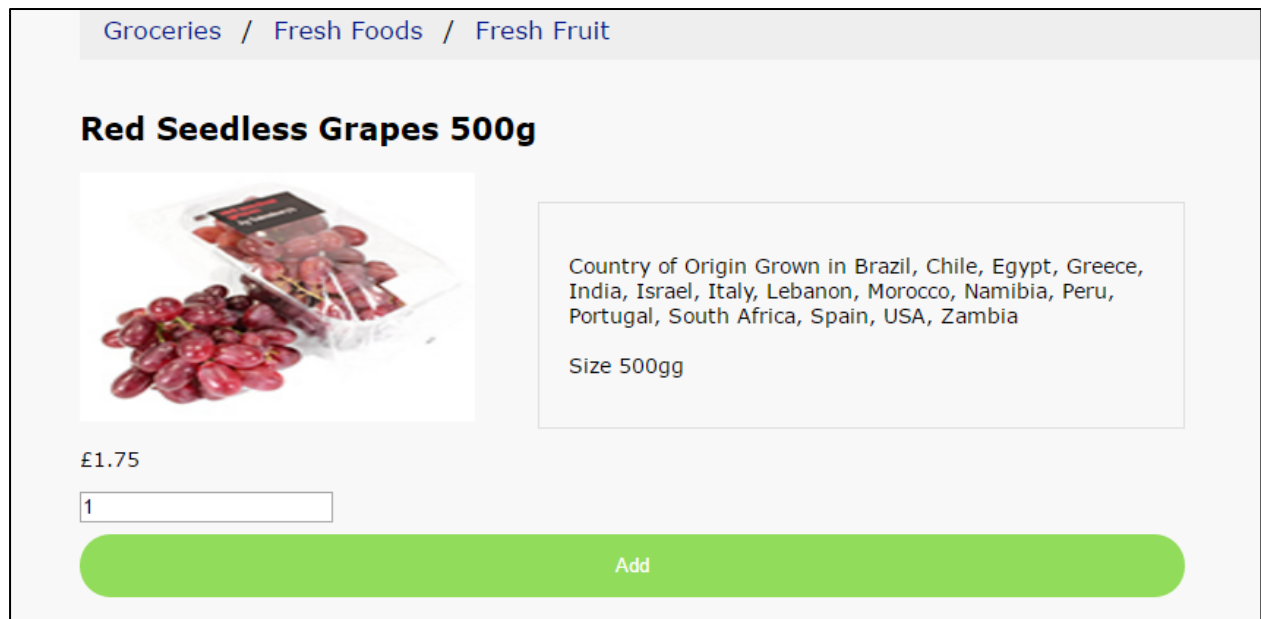 Groceries / Fresh Foods / Fresh Fruit
Red Seedless Grapes 500g
Country of Origin Grown in Brazil, Chile, Egypt, Greece,
India, Israel, Italy, Lebanon, Morocco, Namibia, Peru,
Portugal, South Africa, Spain, USA, Zambia
Size 500gg
£1.75
1
Add